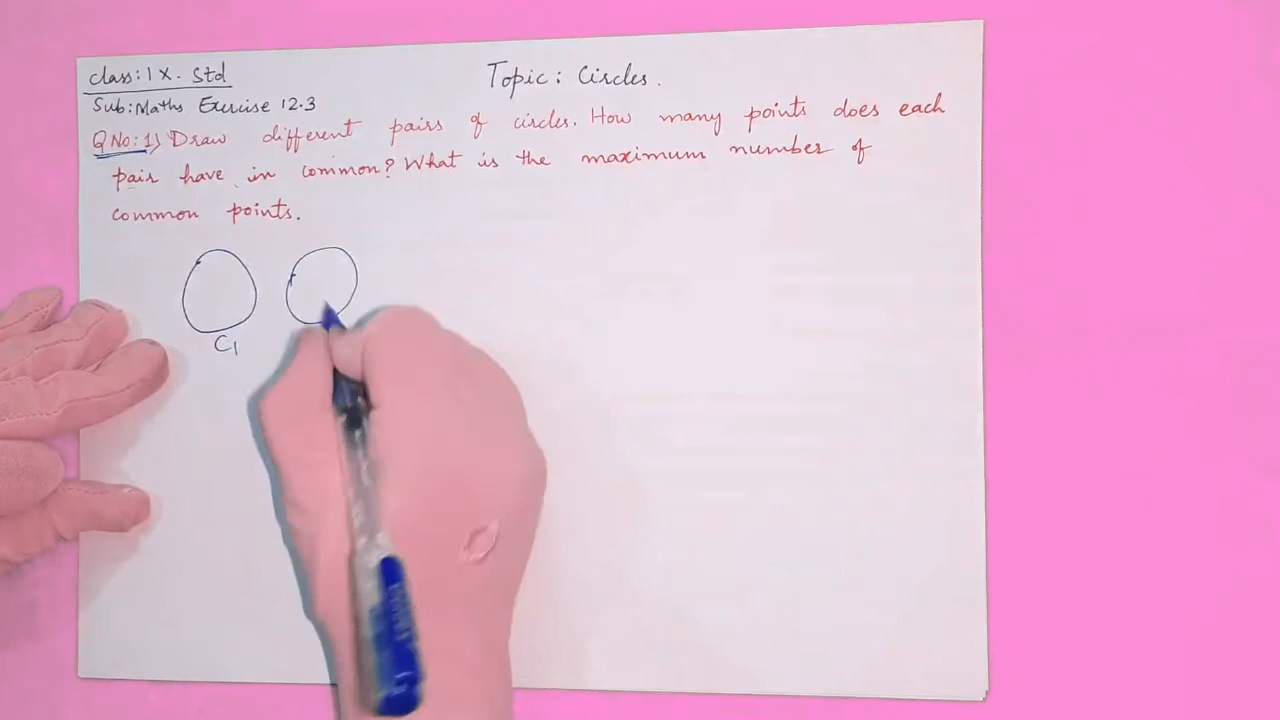 class: IX. Std
Topic: Circles.
Sub: Maths Exercise 12.3
Q No: 1) Draw different pairs of circles. How many points does each
pair have in common? What is the maximum number of
common points.
C1